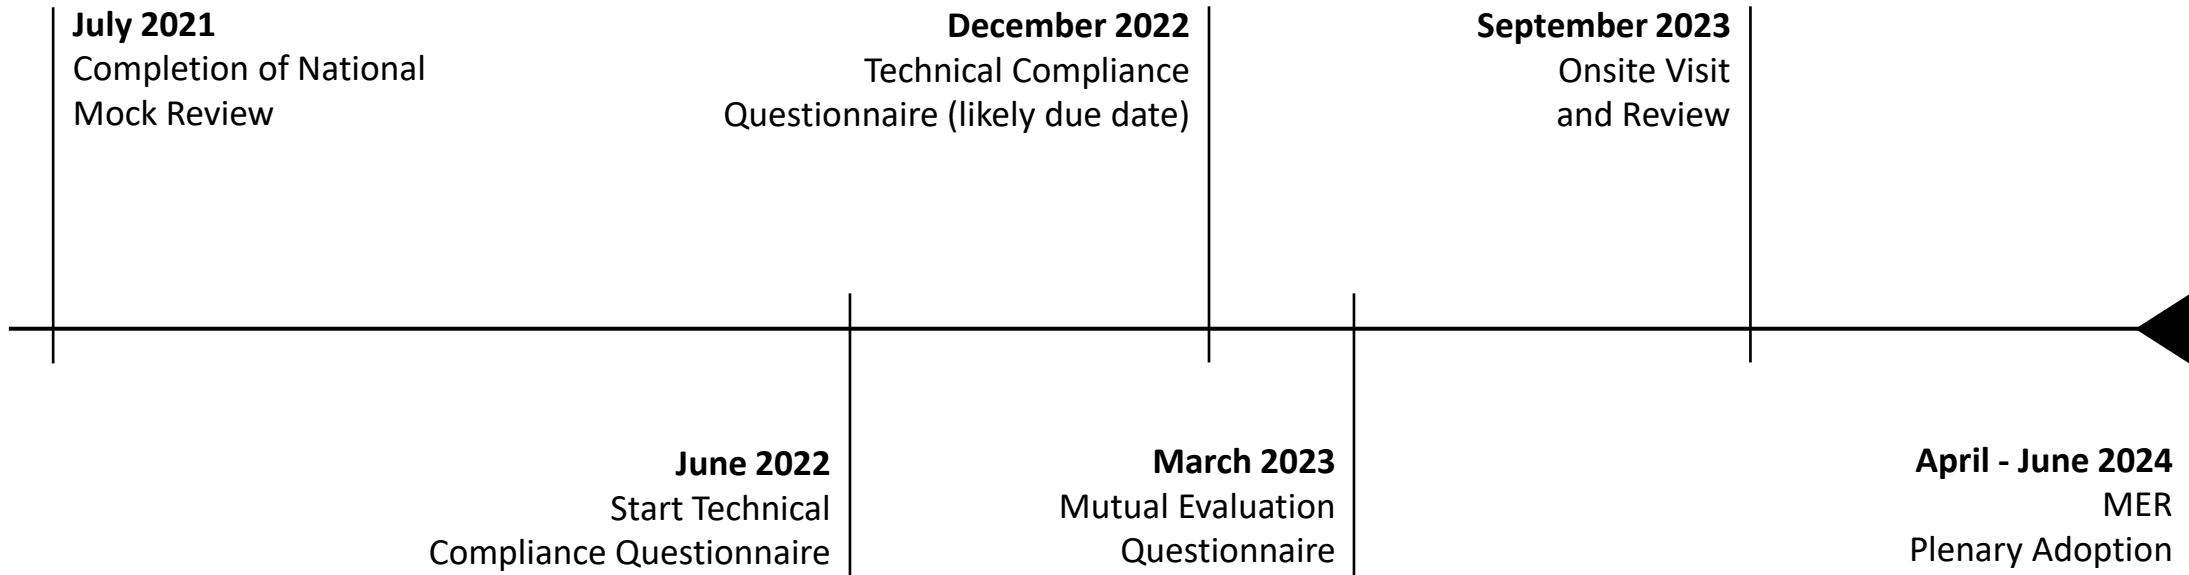 July 2021
Completion of National
Mock Review
December 2022
Technical Compliance
Questionnaire (likely due date)
September 2023
Onsite Visit
and Review
June 2022
Start Technical
Compliance Questionnaire
March 2023
Mutual Evaluation
Questionnaire
April - June 2024
MER
Plenary Adoption